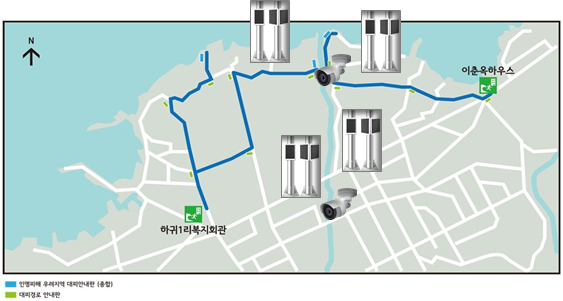 N
이춘옥하우스
하귀1리복지회관
인명피해 우려지역 대피안내판 (종합)
대피경로 안내판